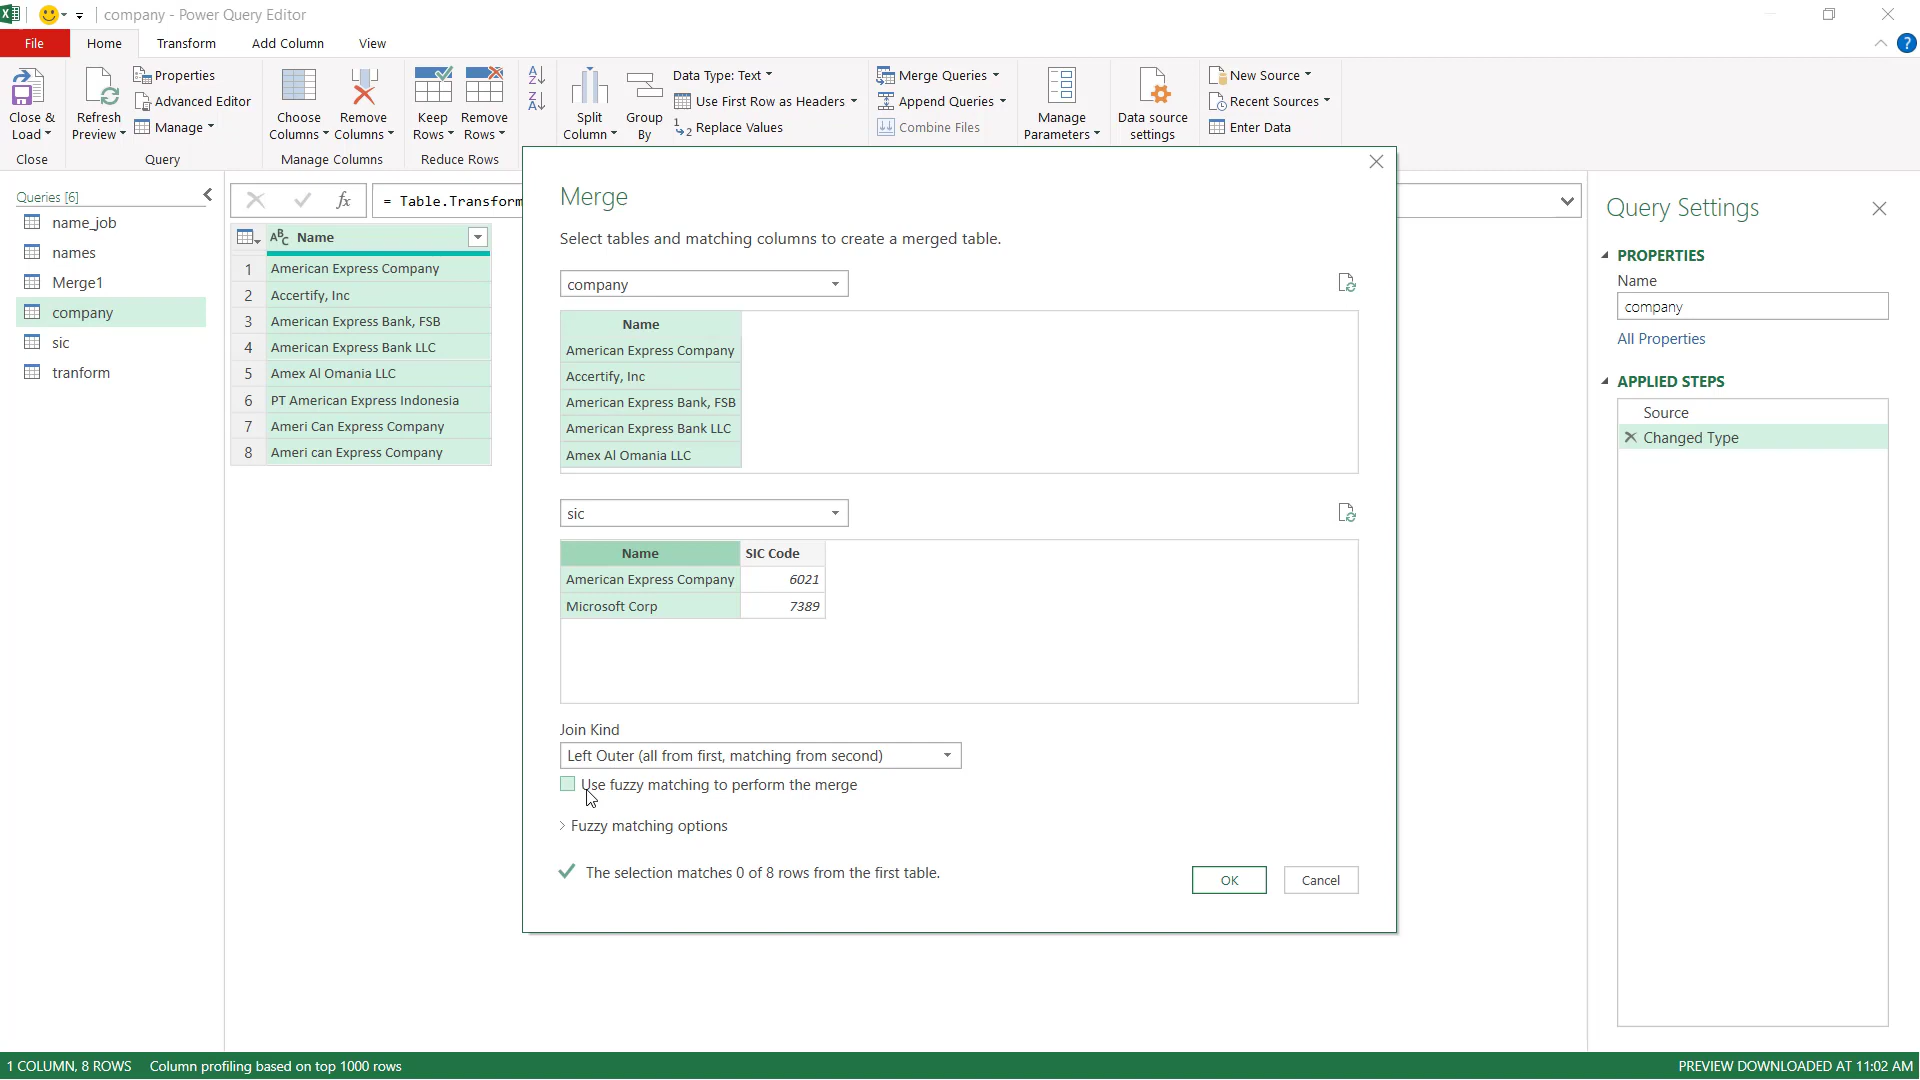 company - Power Query Editor
File Home Transform Add Column View
Close & Load
Close
Refresh Preview
Properties
Advanced Editor
Manage
Query
Choose Columns
Remove Columns
Manage Columns
Keep Rows
Remove Rows
Reduce Rows
A
Z
Z
A
Split Column
Group By
Data Type: Text
Use First Row as Headers
1 2 Replace Values
Merge Queries
Append Queries
Combine Files
Manage Parameters
Data source settings
New Source
Recent Sources
Enter Data
?
Queries [6]
name_job
names
Merge1
company
sic
tranform
fx
= Table.Transform
ABC Name
1 American Express Company
2 Accertify, Inc
3 American Express Bank, FSB
4 American Express Bank LLC
5 Amex Al Omania LLC
6 PT American Express Indonesia
7 Ameri Can Express Company
8 Ameri can Express Company
Merge
Select tables and matching columns to create a merged table.
company
Name
American Express Company
Accertify, Inc
American Express Bank, FSB
American Express Bank LLC
Amex Al Omania LLC
sic
Name SIC Code
American Express Company 6021
Microsoft Corp 7389
Join Kind
Left Outer (all from first, matching from second)
Use fuzzy matching to perform the merge
Fuzzy matching options
The selection matches 0 of 8 rows from the first table.
OK Cancel
Query Settings
PROPERTIES
Name
company
All Properties
APPLIED STEPS
Source
Changed Type
1 COLUMN, 8 ROWS Column profiling based on top 1000 rows
PREVIEW DOWNLOADED AT 11:02 AM